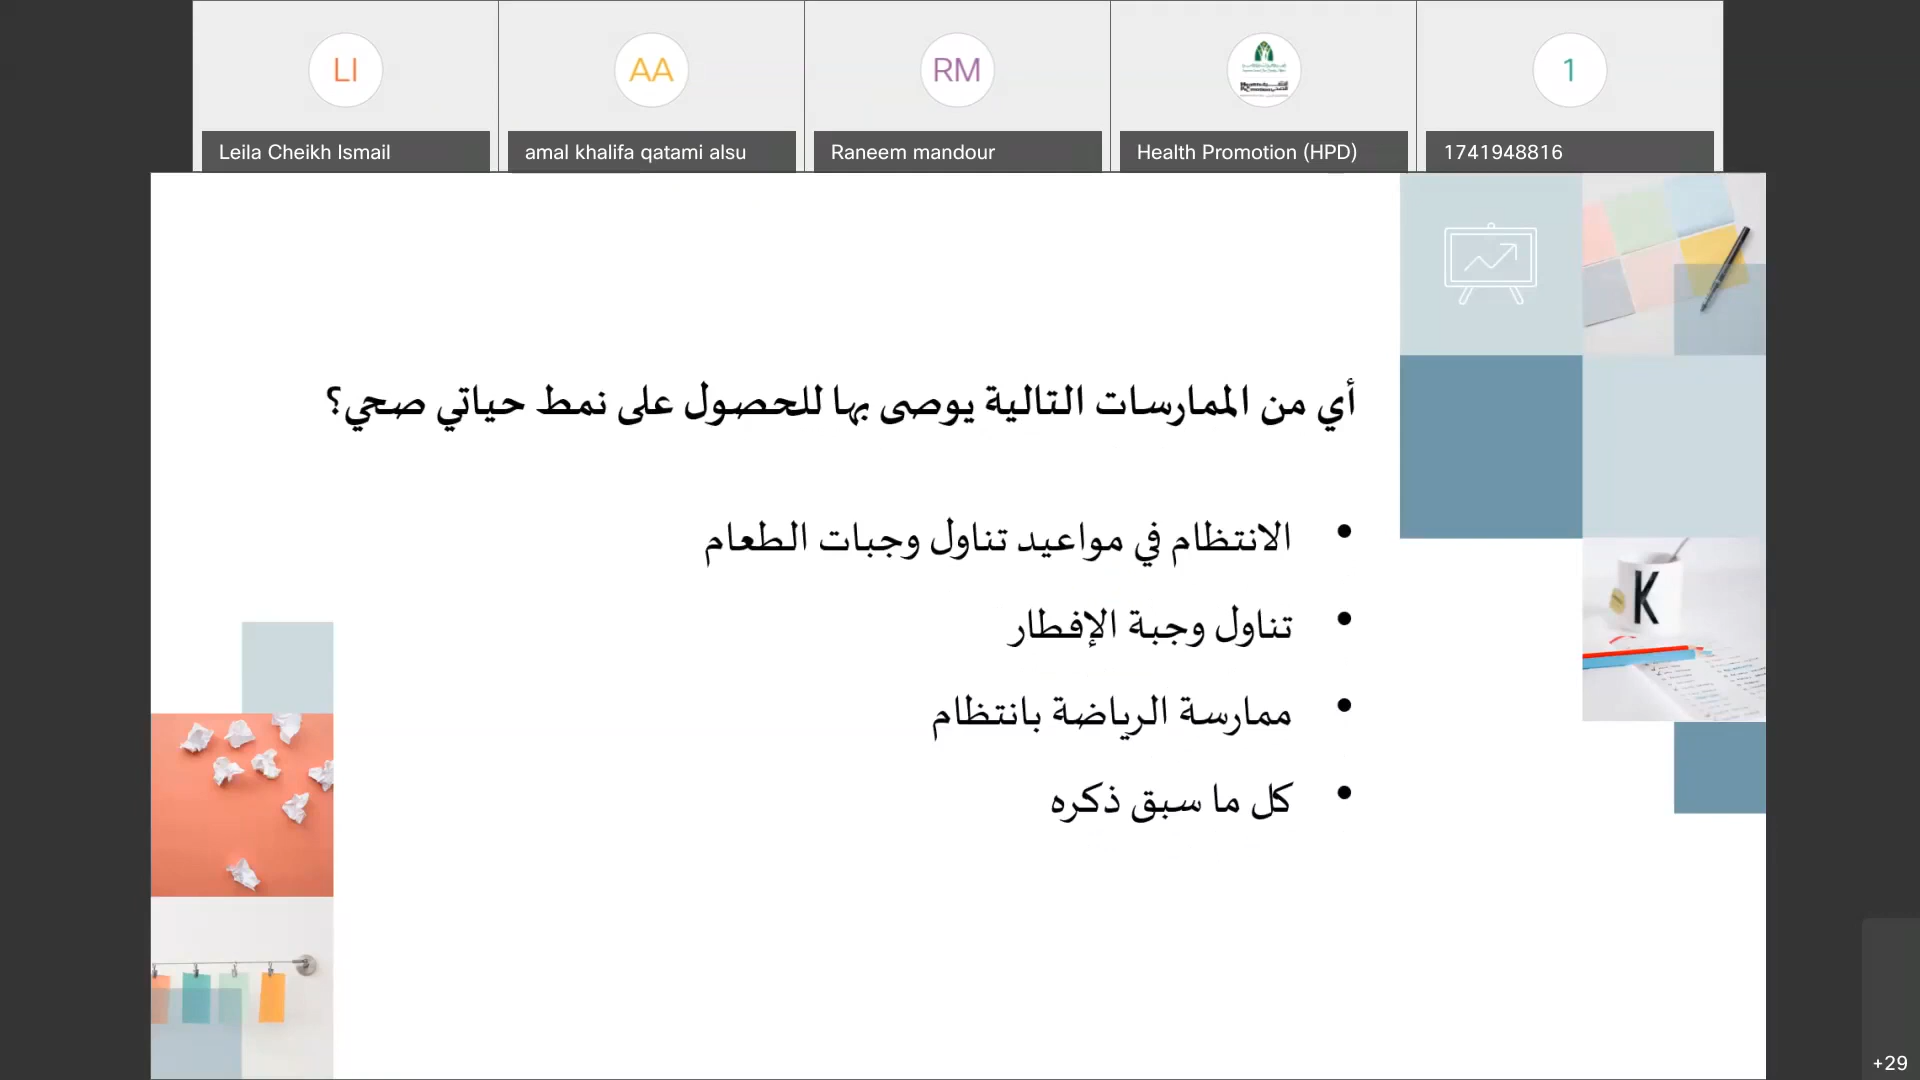 LI
AA
RM
1
Leila Cheikh Ismail
amal khalifa qatami alsu
Raneem mandour
Health Promotion (HPD)
1741948816
أي من الممارسات التالية يوصى بها للحصول على نمط حياتي صحي؟
• الانتظام في مواعيد تناول وجبات الطعام
• تناول وجبة الإفطار
• ممارسة الرياضة بانتظام
• كل ما سبق ذكره
K
+29